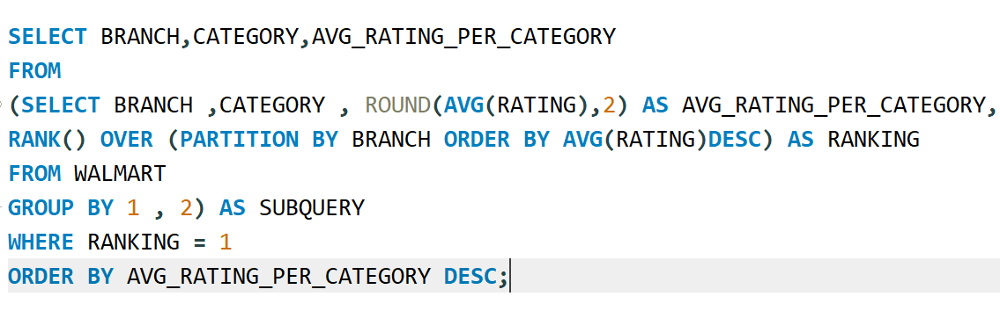 SELECT BRANCH,CATEGORY,AVG_RATING_PER_CATEGORY
FROM
(SELECT BRANCH ,CATEGORY , ROUND(AVG(RATING),2) AS AVG_RATING_PER_CATEGORY,
RANK() OVER (PARTITION BY BRANCH ORDER BY AVG(RATING)DESC) AS RANKING
FROM WALMART
GROUP BY 1 , 2) AS SUBQUERY
WHERE RANKING = 1
ORDER BY AVG_RATING_PER_CATEGORY DESC;